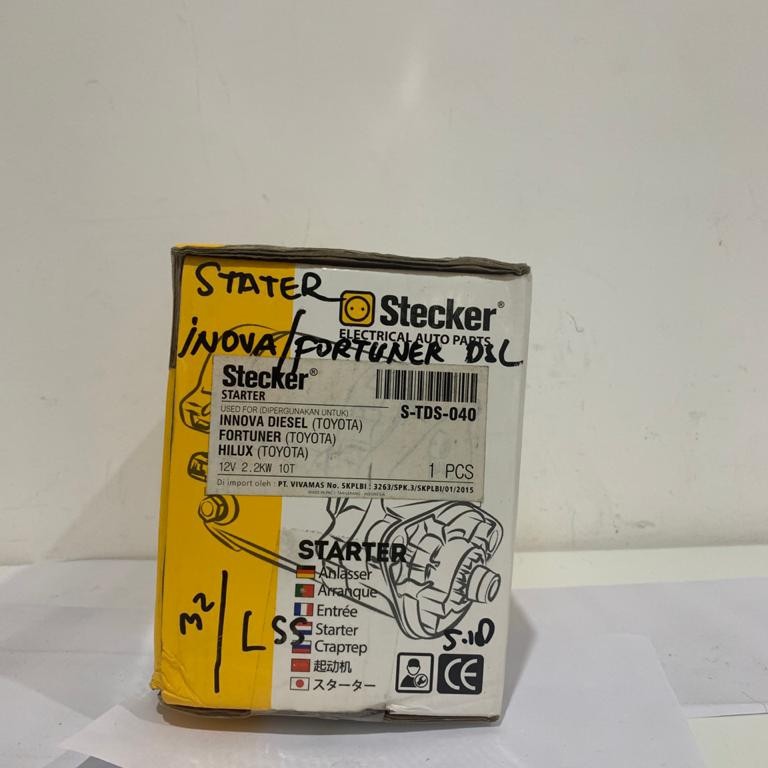 STATER
Stecker®
ELECTRICAL AUTO PARTS
INOVA/FORTUNER DSL
Stecker®
STARTER
S-TDS-040
USED FOR (DIPERGUNAKAN UNTUK)
INNOVA DIESEL (TOYOTA)
FORTUNER (TOYOTA)
HILUX (TOYOTA)
12V 2.2KW 10T
1 PCS
Di import oleh : PT. VIVAMAS No. SKPLBI : 3263/SPK.3/SKPLBI/01/2015
STARTER
Anlasser
Arranque
Entrée
Starter
Стартер
起动机
スターター
32/LSS
5.10
CE